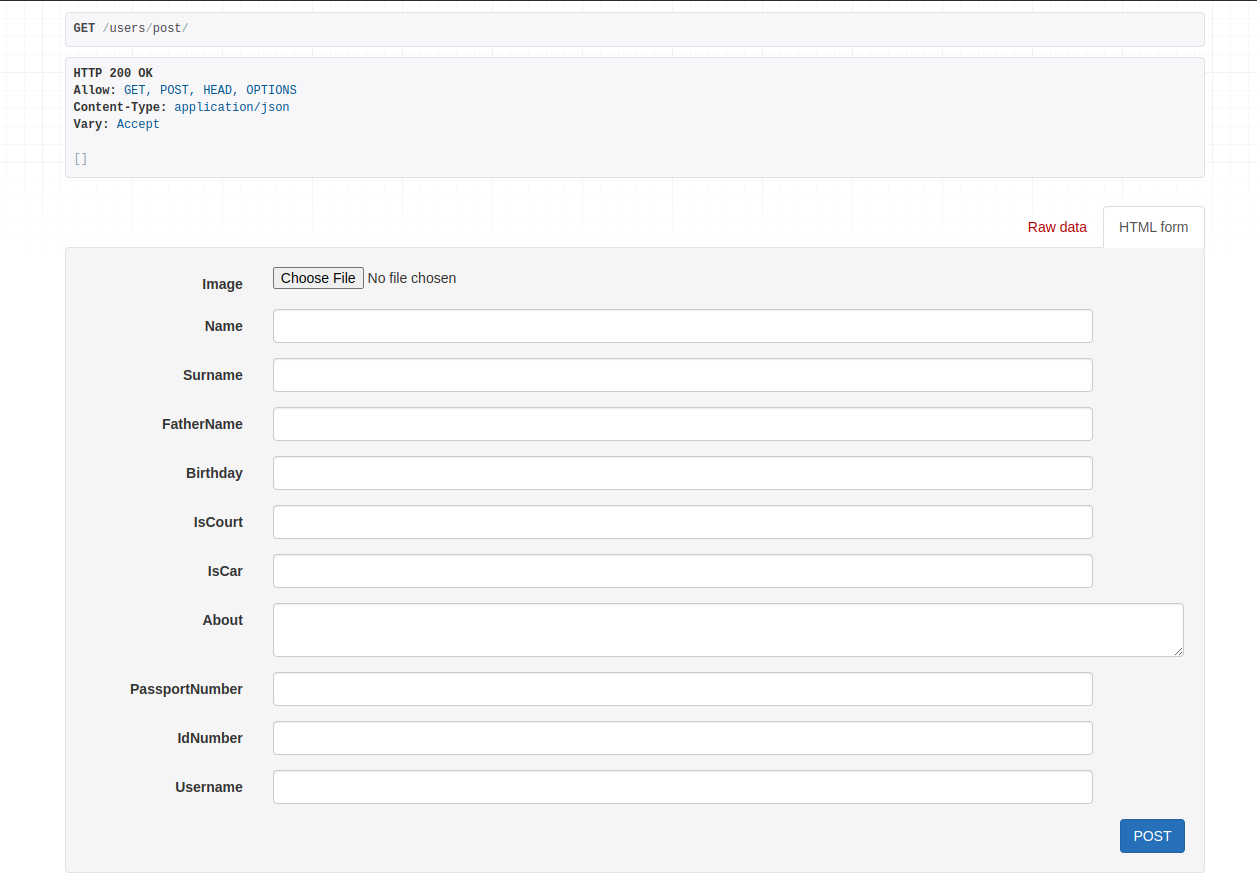 GET /users/post/
HTTP 200 OK
Allow: GET, POST, HEAD, OPTIONS
Content-Type: application/json
Vary: Accept
[]
Raw data
HTML form
Image
Choose File No file chosen
Name
Surname
FatherName
Birthday
IsCourt
IsCar
About
PassportNumber
IdNumber
Username
POST